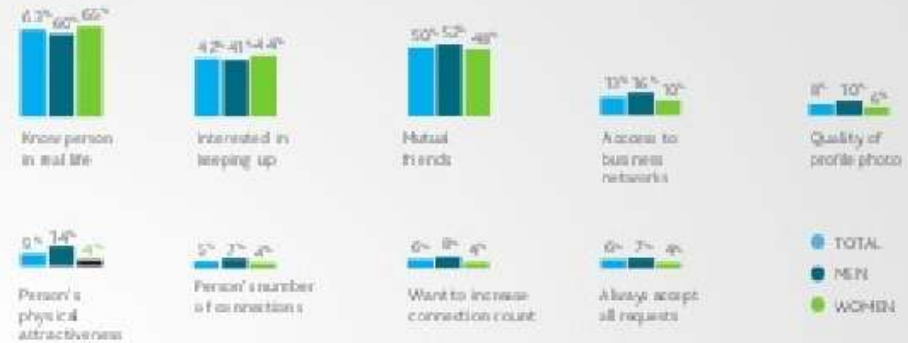 63% 60% 65%
Know person
in real life
42% 41% 44%
Interested in
keeping up
50% 52% 48%
Mutual
friends
13% 16% 10%
Access to
business
networks
8% 10% 6%
Quality of
profile photo
9% 14% 4%
Person's
physical
attractiveness
5% 7% 4%
Person's number
of connections
6% 8% 4%
Want to increase
connection count
6% 7% 4%
Always accept
all requests
TOTAL
MEN
WOMEN